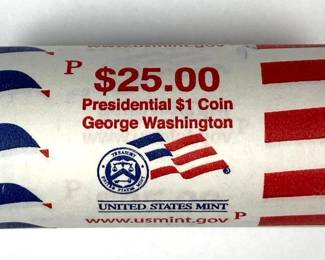 www.usmint.gov
P
$25.00
Presidential $1 Coin
George Washington
UNITED STATES MINT
www.usmint.gov P